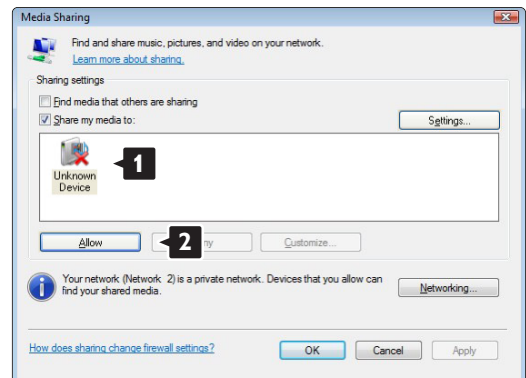 Media Sharing
Find and share music, pictures, and video on your network.
Learn more about sharing.
Sharing settings
Find media that others are sharing
Share my media to:
Settings...
1
Unknown
Device
Allow
2
ny
Customize...
Your network (Network 2) is a private network. Devices that you allow can
find your shared media.
Networking...
How does sharing change firewall settings?
OK
Cancel
Apply